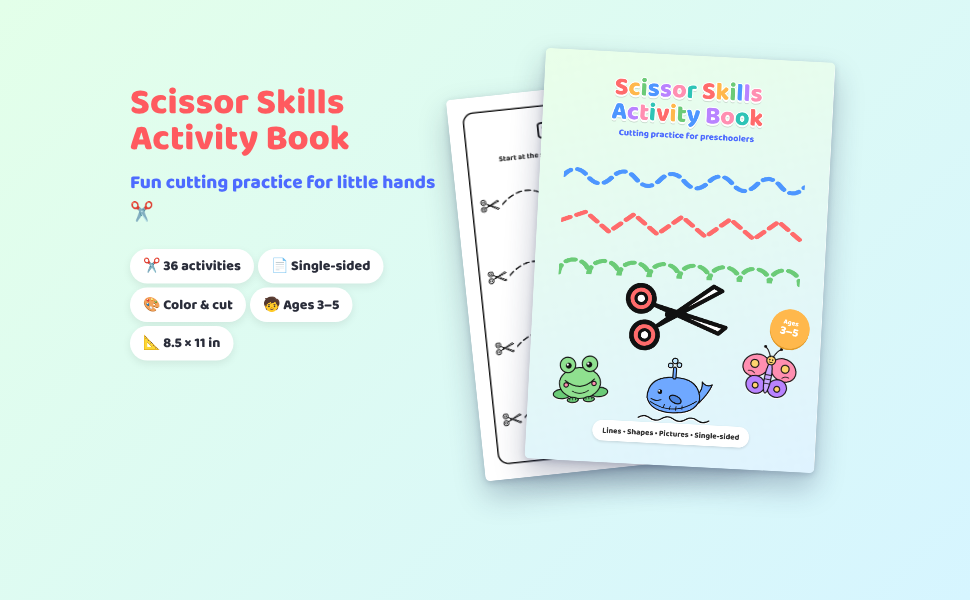 Scissor Skills
Activity Book
Fun cutting practice for little hands
✂️
✂️ 36 activities
📄 Single-sided
🎨 Color & cut
🧒 Ages 3–5
📐 8.5 × 11 in
Start at the
Scissor Skills
Activity Book
Cutting practice for preschoolers
Ages
3–5
Lines • Shapes • Pictures • Single-sided